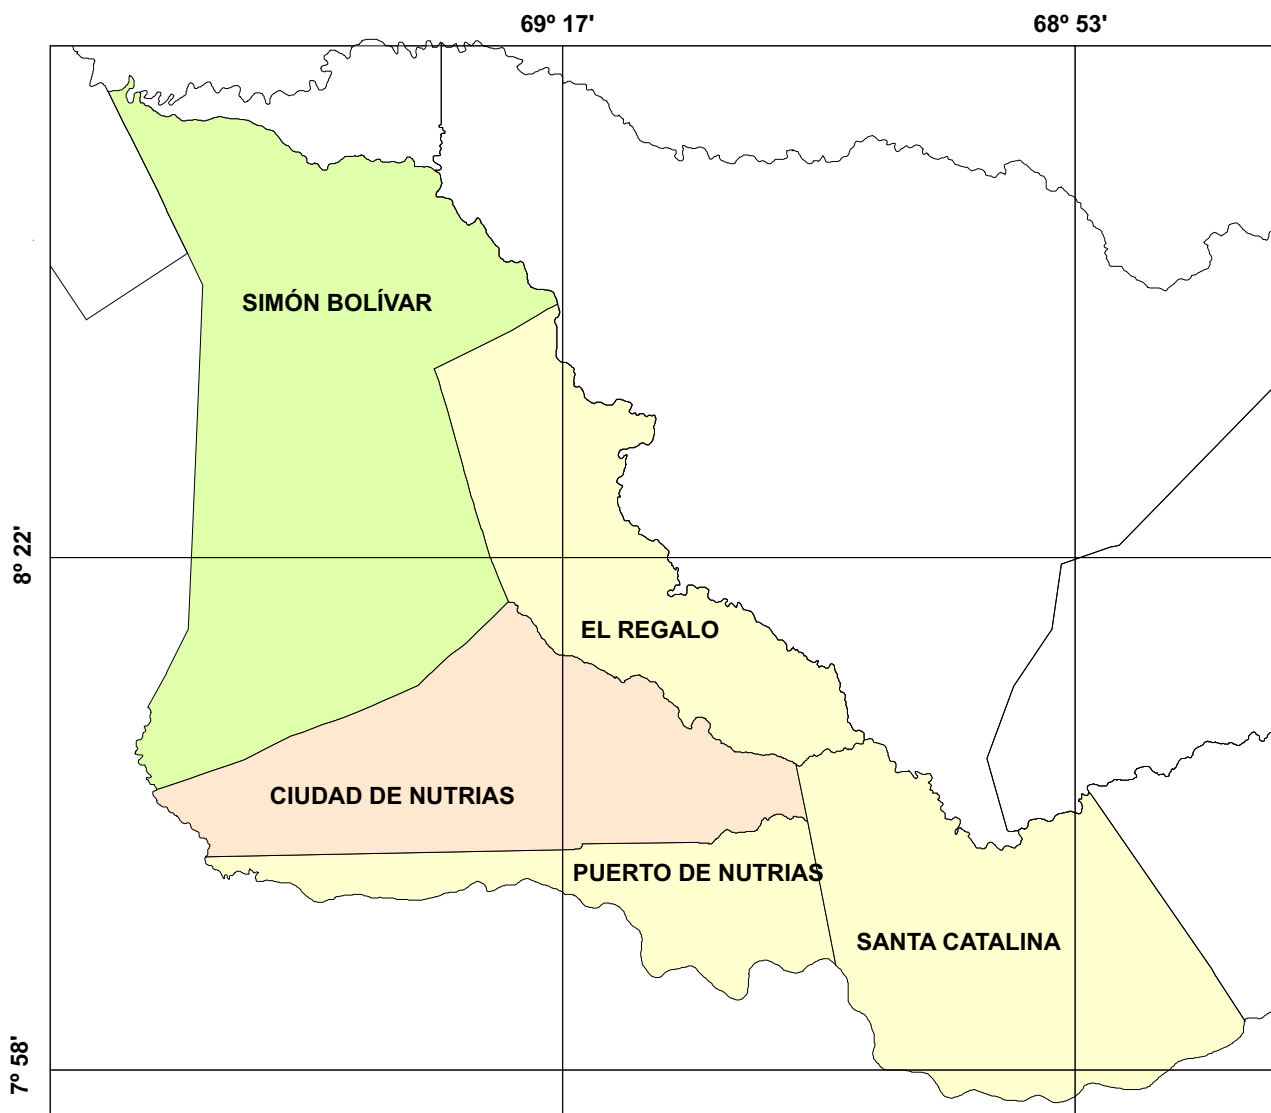 69º 17'
68º 53'
SIMÓN BOLÍVAR
8º 22'
EL REGALO
CIUDAD DE NUTRIAS
PUERTO DE NUTRIAS
SANTA CATALINA
7º 58'